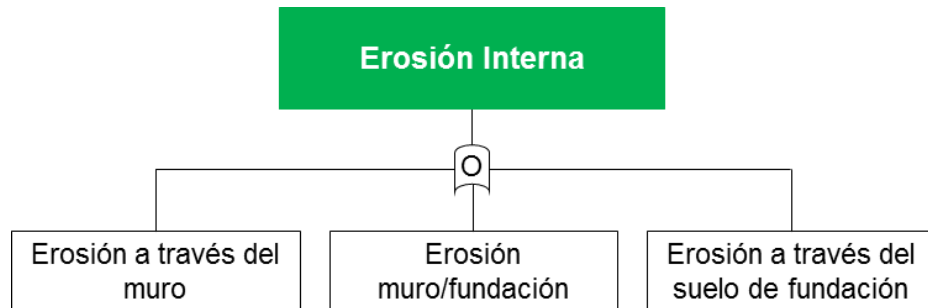 Erosión Interna
O
Erosión a través del
muro
Erosión
muro/fundación
Erosión a través del
suelo de fundación